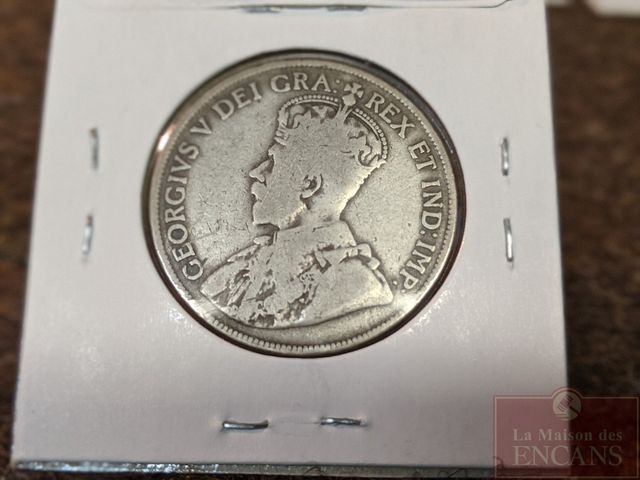 GEORGIVS V DEI GRA: REX ET IND: IMP:
La Maison des
ENCANS